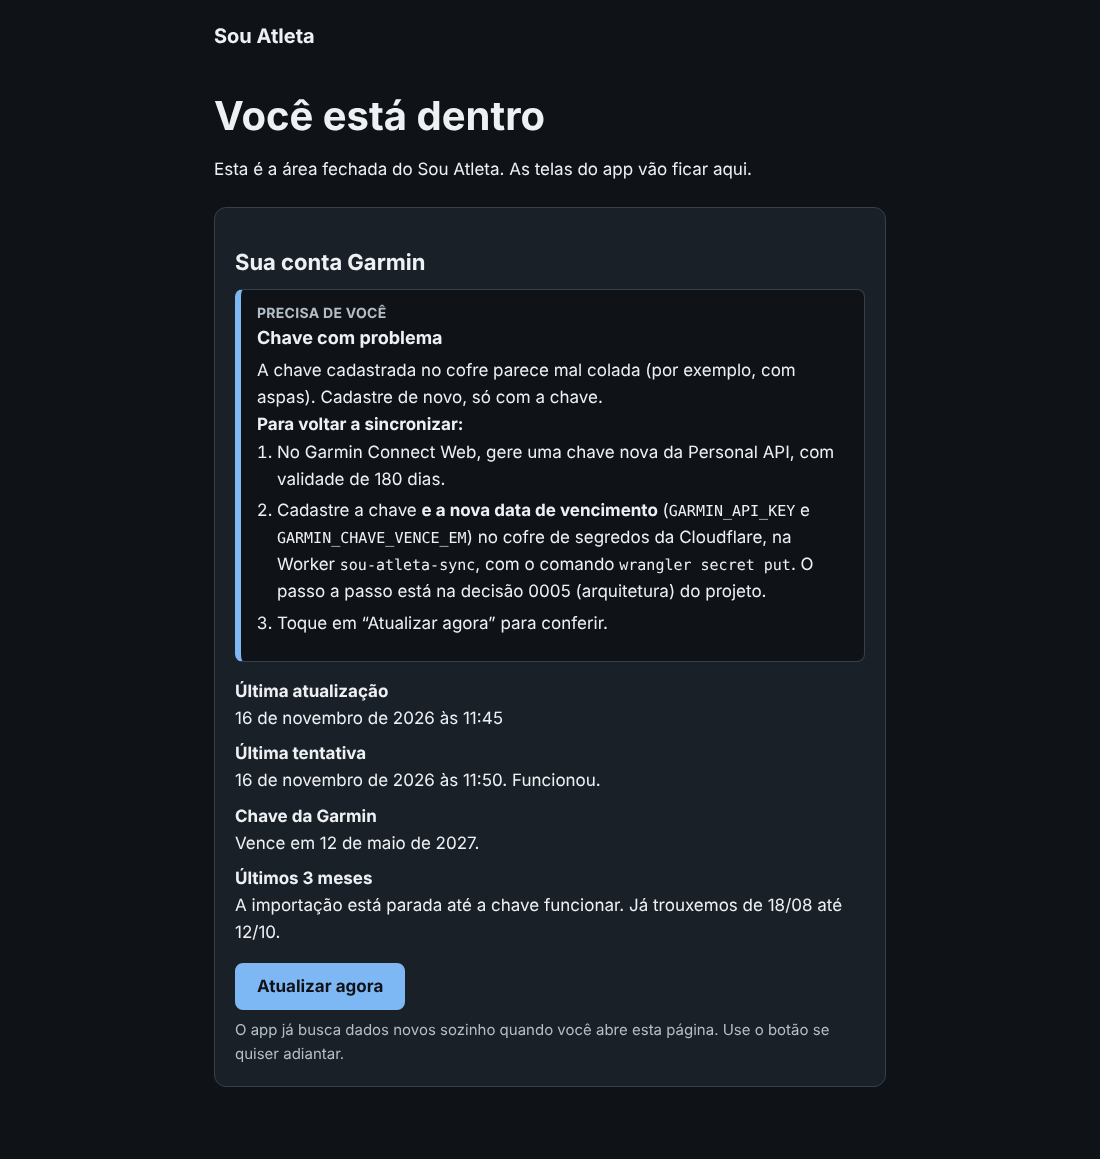 Sou Atleta
Você está dentro
Esta é a área fechada do Sou Atleta. As telas do app vão ficar aqui.
Sua conta Garmin
PRECISA DE VOCÊ
Chave com problema
A chave cadastrada no cofre parece mal colada (por exemplo, com
aspas). Cadastre de novo, só com a chave.
Para voltar a sincronizar:
1. No Garmin Connect Web, gere uma chave nova da Personal API, com
validade de 180 dias.
2. Cadastre a chave e a nova data de vencimento (GARMIN_API_KEY e
GARMIN_CHAVE_VENCE_EM) no cofre de segredos da Cloudflare, na
Worker sou-atleta-sync, com o comando wrangler secret put. O
passo a passo está na decisão 0005 (arquitetura) do projeto.
3. Toque em “Atualizar agora” para conferir.
Última atualização
16 de novembro de 2026 às 11:45
Última tentativa
16 de novembro de 2026 às 11:50. Funcionou.
Chave da Garmin
Vence em 12 de maio de 2027.
Últimos 3 meses
A importação está parada até a chave funcionar. Já trouxemos de 18/08 até
12/10.
Atualizar agora
O app já busca dados novos sozinho quando você abre esta página. Use o botão se
quiser adiantar.